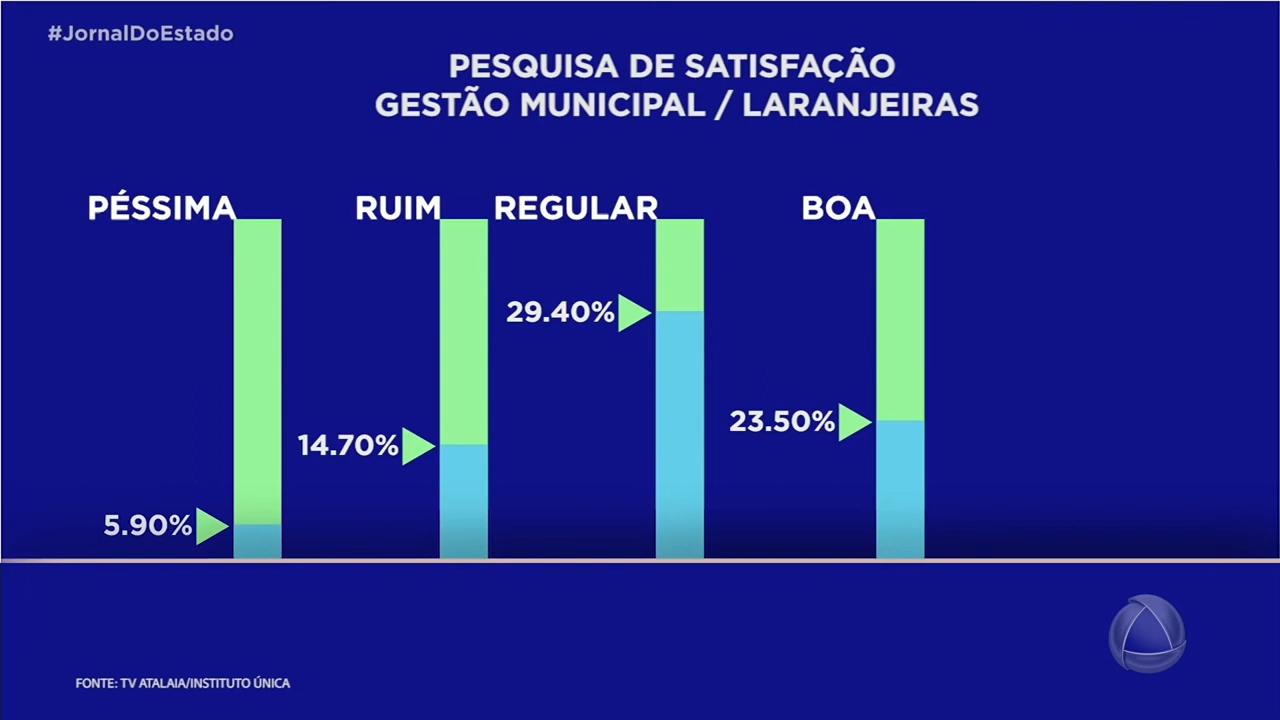 #JornalDoEstado
PESQUISA DE SATISFAÇÃO
GESTÃO MUNICIPAL / LARANJEIRAS
PÉSSIMA
RUIM
REGULAR
BOA
29.40%
23.50%
14.70%
5.90%
FONTE: TV ATALAIA/INSTITUTO ÚNICA